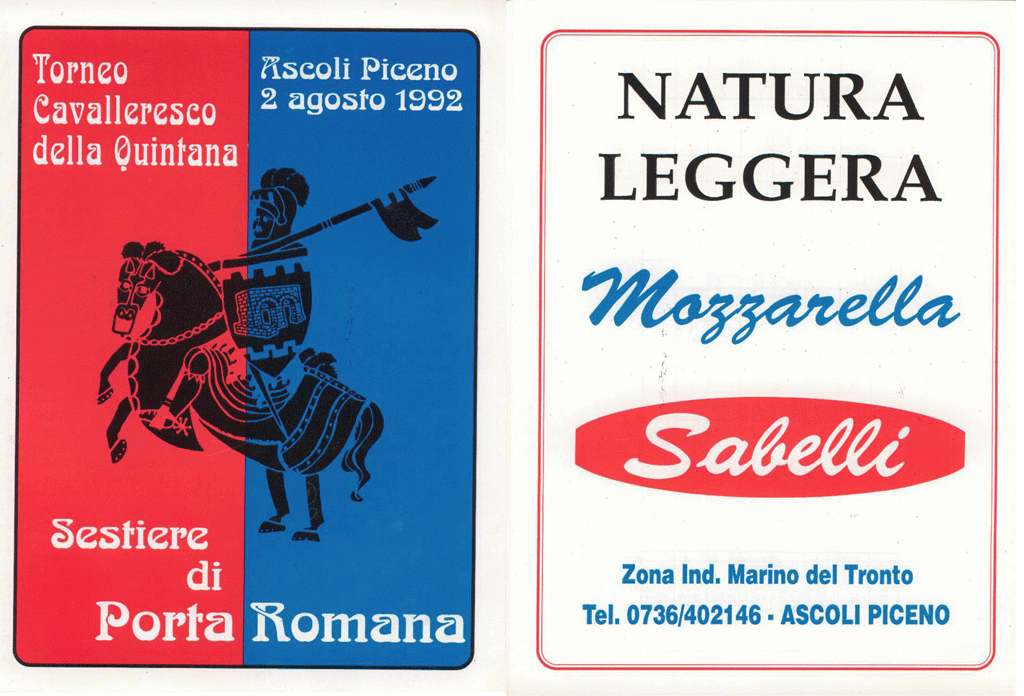 Torneo
Cavalleresco
della Quintana
Ascoli Piceno
2 agosto 1992
Sestiere
di
Porta Romana
NATURA
LEGGERA
Mozzarella
Sabelli
Zona Ind. Marino del Tronto
Tel. 0736/402146 - ASCOLI PICENO